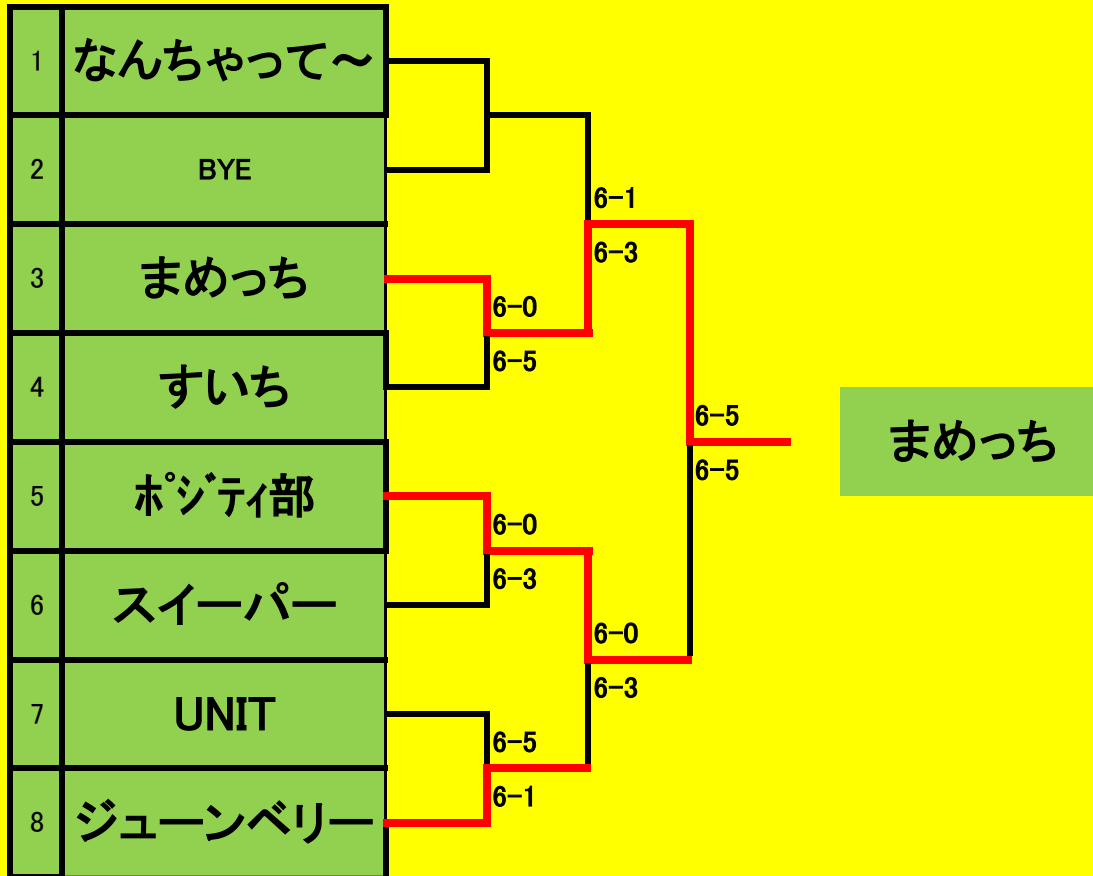 1 なんちゃって～
2 BYE
6-1
3 まめっち
6-3
6-0
4 すいち
6-5
6-5
まめっち
6-5
5 ﾎﾟｼﾞﾃｨ部
6-0
6-3
6 スイーパー
6-0
6-3
7 UNIT
6-5
6-1
8 ジューンベリー